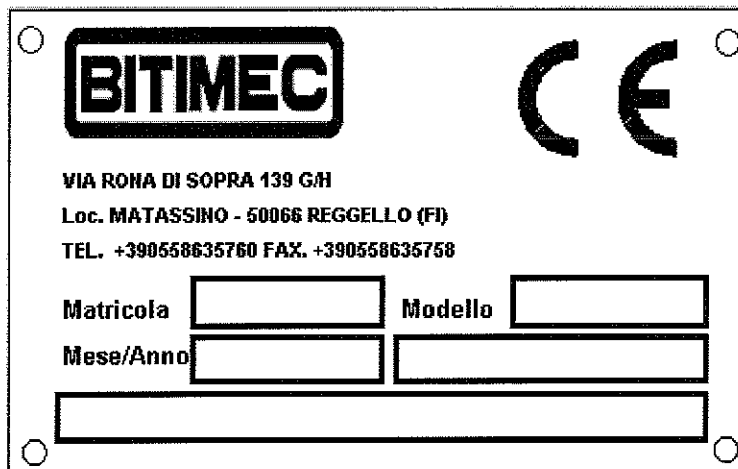 BITIMEC
CE
VIA RONA DI SOPRA 139 G/H
Loc. MATASSINO - 50066 REGGELLO (FI)
TEL. +390558635760 FAX. +390558635758
Matricola Modello
Mese/Anno